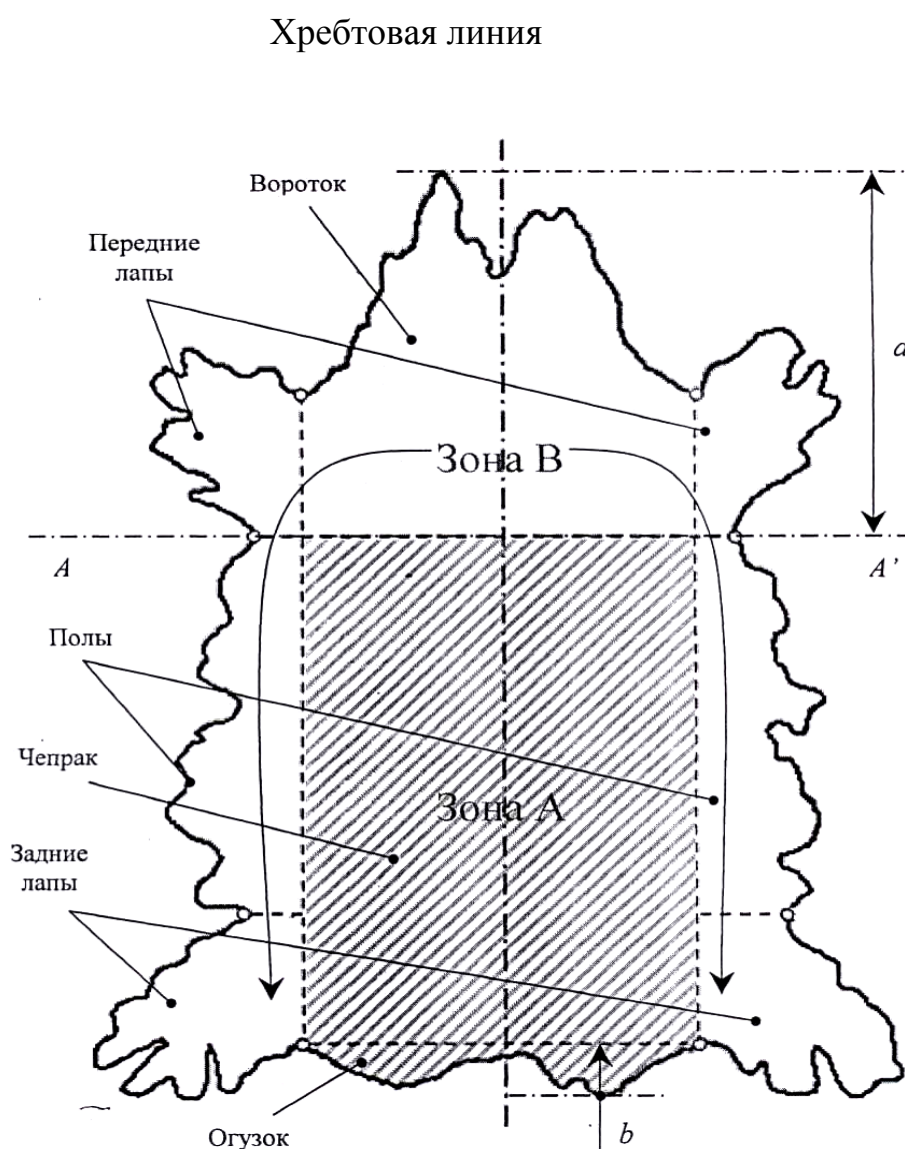 Хребтовая линия
Вороток
Передние
лапы
a
Зона В
A
A’
Полы
Чепрак
Зона А
Задние
лапы
Огузок
b